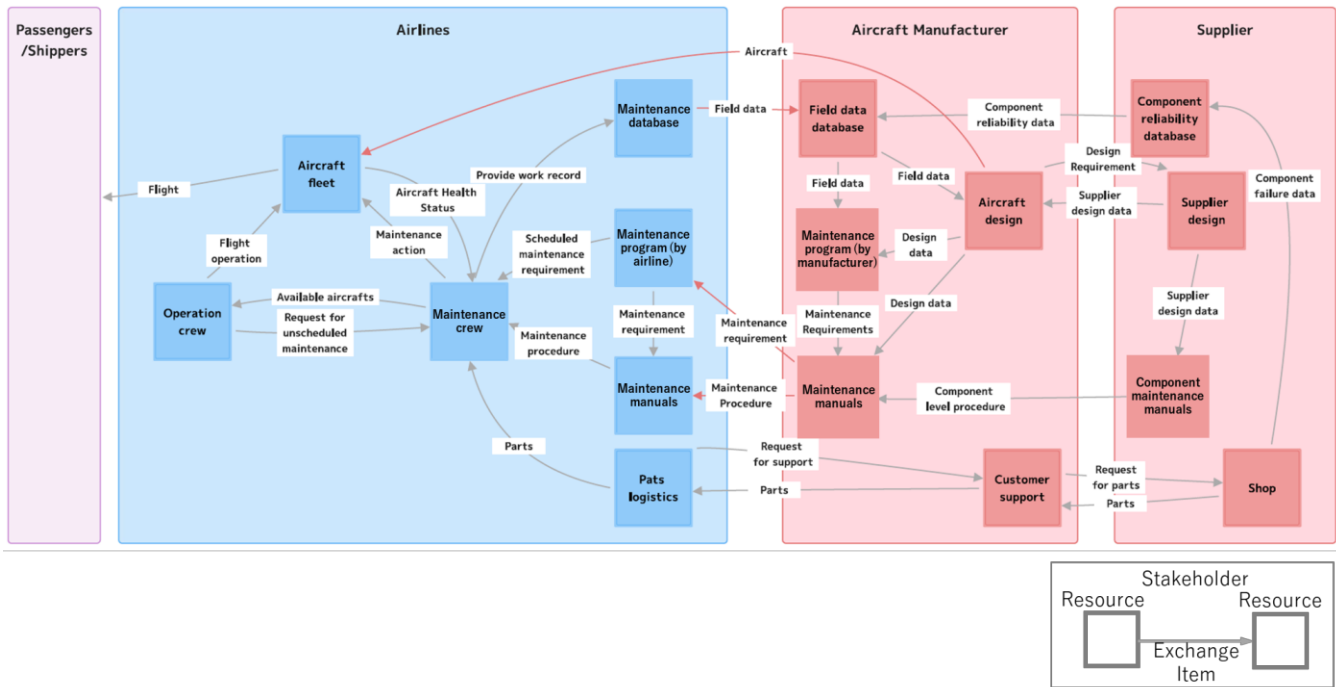 Passengers
/Shippers
Airlines
Aircraft Manufacturer
Supplier
Aircraft
Maintenance
database
Field data
Field data
database
Component
reliability data
Component
reliability
database
Aircraft
fleet
Flight
Provide work record
Aircraft Health
Status
Field data
Field data
Design
Requirement
Supplier
design data
Component
failure data
Aircraft
design
Supplier
design
Flight
operation
Maintenance
action
Scheduled
maintenance
requirement
Maintenance
program (by
airline)
Maintenance
program (by
manufacturer)
Design
data
Operation
crew
Available aircrafts
Request for
unscheduled
maintenance
Maintenance
crew
Maintenance
procedure
Maintenance
requirement
Maintenance
requirement
Maintenance
Requirements
Design data
Supplier
design data
Maintenance
manuals
Maintenance
Procedure
Maintenance
manuals
Component
level procedure
Component
maintenance
manuals
Parts
Request
for support
Pats
logistics
Parts
Customer
support
Request
for parts
Parts
Shop
Stakeholder
Resource
Resource
Exchange
Item